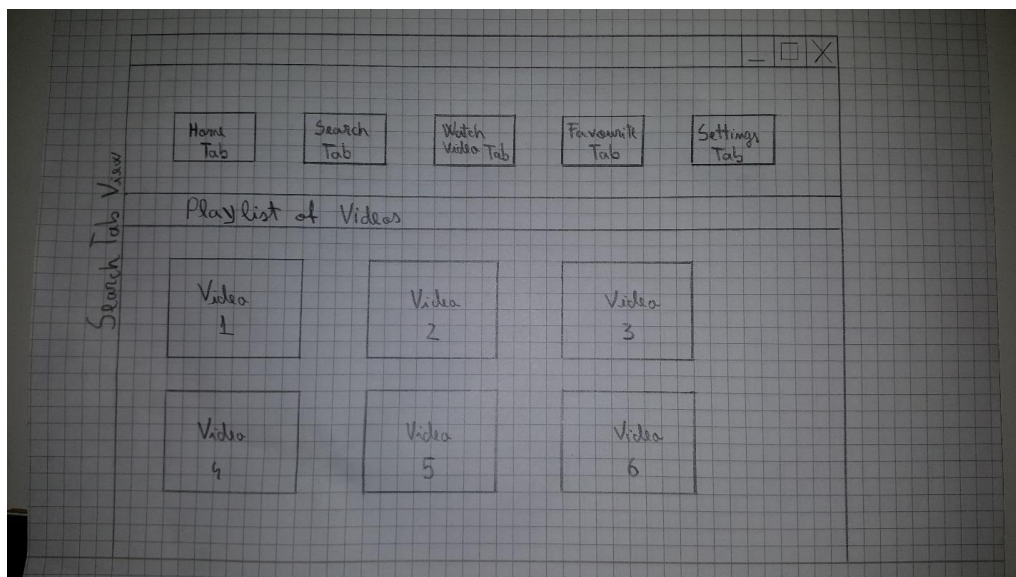 Search Tab View
Home
Tab
Search
Tab
Watch
Video Tab
Favourite
Tab
Settings
Tab
Playlist of Videos
Video
1
Video
2
Video
3
Video
4
Video
5
Video
6